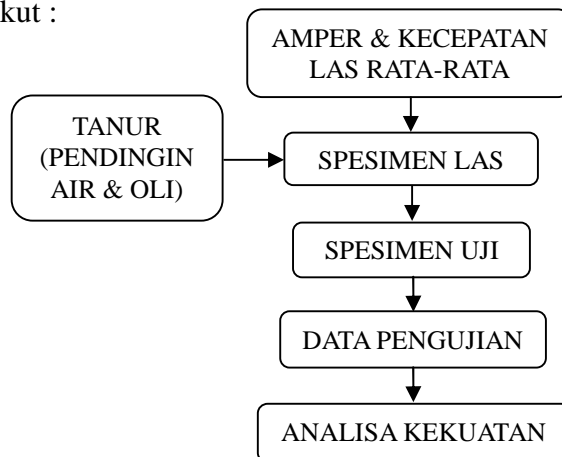 kut :
AMPER & KECEPATAN
LAS RATA-RATA
TANUR
(PENDINGIN
AIR & OLI)
SPESIMEN LAS
SPESIMEN UJI
DATA PENGUJIAN
ANALISA KEKUATAN